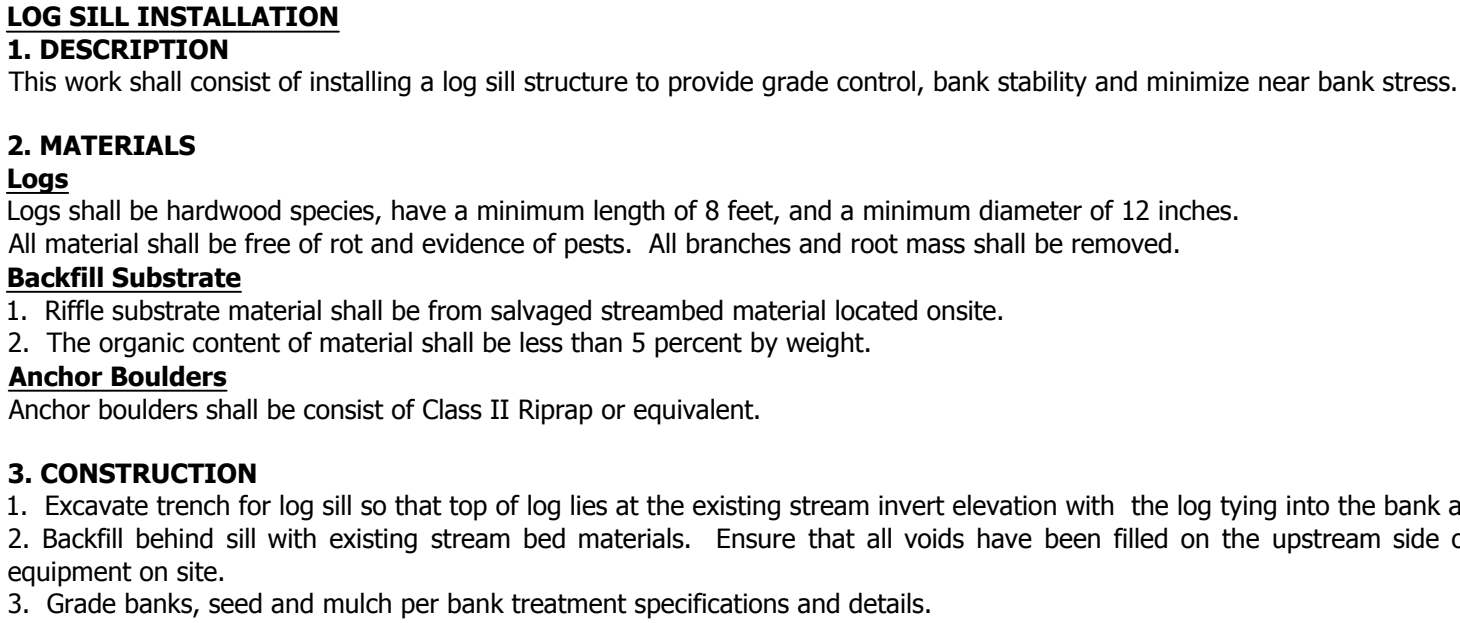 LOG SILL INSTALLATION
1. DESCRIPTION
This work shall consist of installing a log sill structure to provide grade control, bank stability and minimize near bank stress.
2. MATERIALS
Logs
Logs shall be hardwood species, have a minimum length of 8 feet, and a minimum diameter of 12 inches.
All material shall be free of rot and evidence of pests. All branches and root mass shall be removed.
Backfill Substrate
1. Riffle substrate material shall be from salvaged streambed material located onsite.
2. The organic content of material shall be less than 5 percent by weight.
Anchor Boulders
Anchor boulders shall be consist of Class II Riprap or equivalent.
3. CONSTRUCTION
1. Excavate trench for log sill so that top of log lies at the existing stream invert elevation with the log tying into the bank
2. Backfill behind sill with existing stream bed materials. Ensure that all voids have been filled on the upstream side
equipment on site.
3. Grade banks, seed and mulch per bank treatment specifications and details.